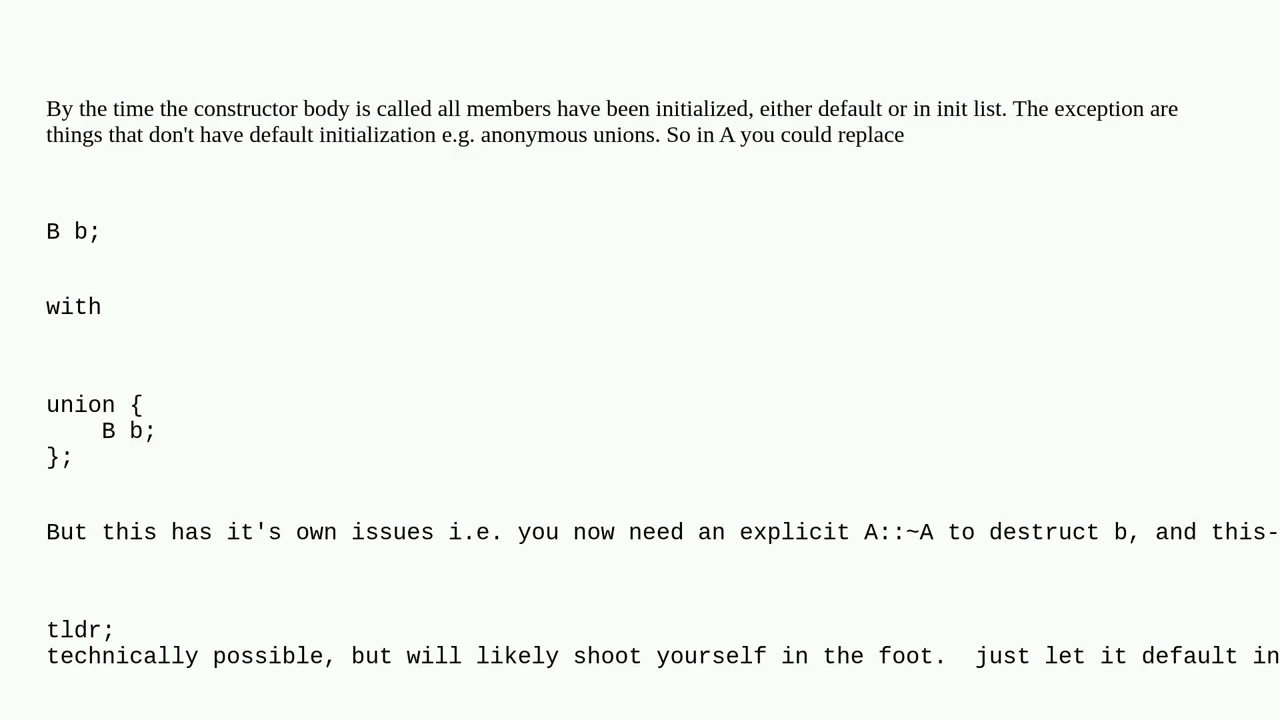 By the time the constructor body is called all members have been initialized, either default or in init list. The exception are
things that don't have default initialization e.g. anonymous unions. So in A you could replace
B b;
with
union {
    B b;
};
But this has it's own issues i.e. you now need an explicit A::~A to destruct b, and this-
tldr;
technically possible, but will likely shoot yourself in the foot.  just let it default in